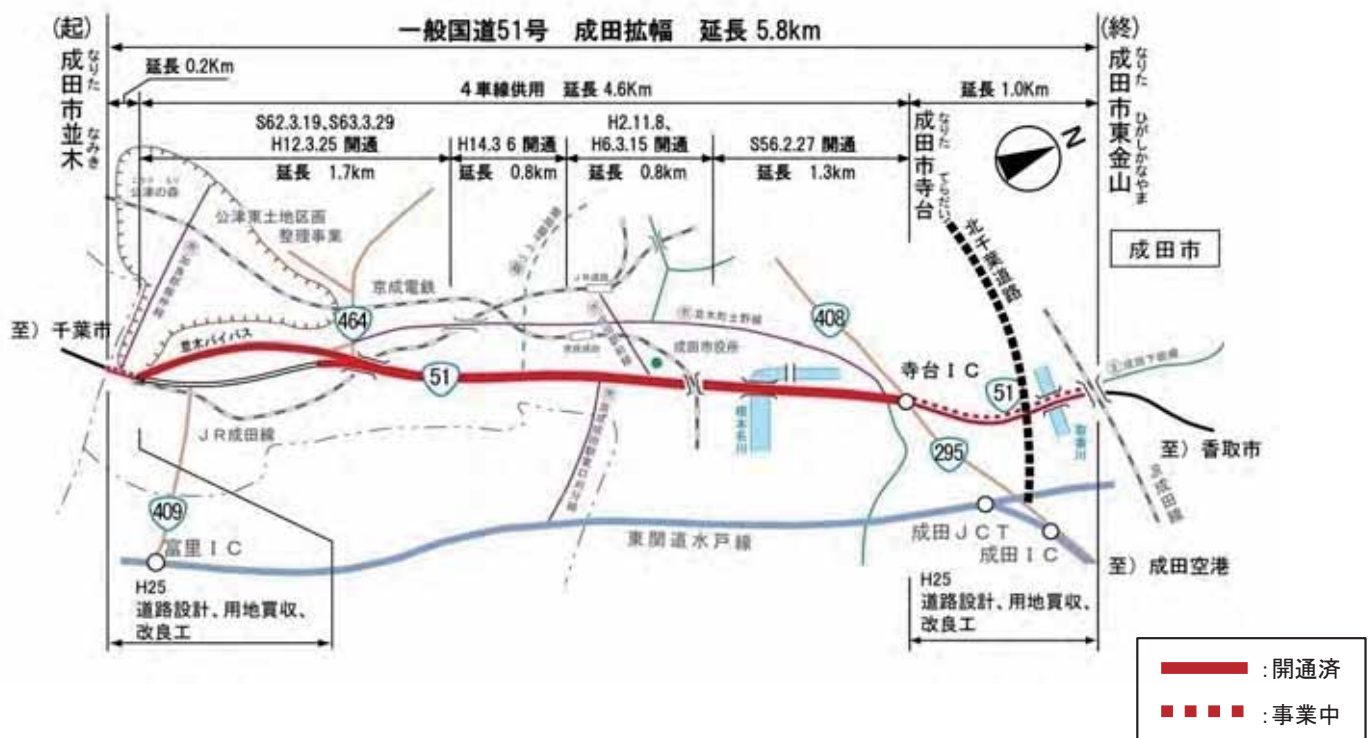 一般国道51号 成田拡幅 延長 5.8km
(起)
成田市並木
なりた
なみき
(終)
成田市東金山
なりた
ひがしかなやま
延長 0.2Km
4車線供用 延長 4.6Km
延長 1.0Km
S62.3.19、S63.3.29
H12.3.25 開通
延長 1.7km
H14.3 6 開通
延長 0.8km
H2.11.8、
H6.3.15 開通
延長 0.8km
S56.2.27 開通
延長 1.3km
成田市寺台
なりた
てらだい
N
北千葉道路
成田市
公津の森
公津東土地区画
整理事業
京成電鉄
JR成田
至）千葉市
並木バイパス
464
51
成田市役所
408
寺台IC
51
295
根木名川
取香川
至）香取市
JR成田線
409
富里IC
東関道水戸線
成田JCT
成田IC
至）成田空港
H25
道路設計、用地買収、
改良工
H25
道路設計、用地買収、
改良工
:開通済
:事業中